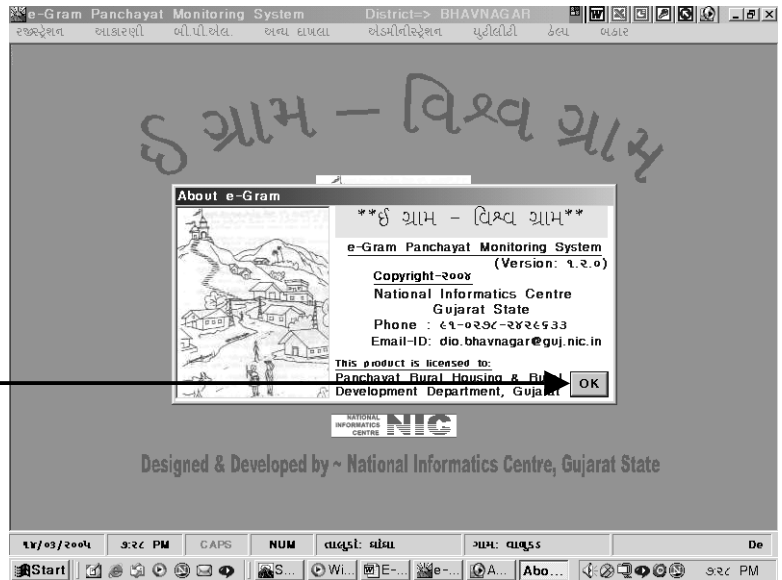 e-Gram Panchayat Monitoring System District=> BHAVNAGAR
રજીસ્ટ્રેશન આકારણી બી.પી.એલ. અન્ય દાખલા એડમીનીસ્ટ્રેશન યુટીલીટી હેલ્પ બહાર
ઈ ગ્રામ – વિશ્વ ગ્રામ
About e-Gram
**ઈ ગ્રામ – વિશ્વ ગ્રામ**
e-Gram Panchayat Monitoring System
(Version: ૧.૨.૦)
Copyright-૨૦૦૪
National Informatics Centre
Gujarat State
Phone : ૯૧-૦૨૭૮-૨૪૨૯૬૩૩
Email-ID: dio.bhavnagar@guj.nic.in
This product is licensed to:
Panchayat Rural Housing & Rural
Development Department, Gujarat
OK
NATIONAL
INFORMATICS
CENTRE
NIC
Designed & Developed by ~ National Informatics Centre, Gujarat State
૧૪/૦૩/૨૦૦૫ ૭:૨૮ PM CAPS NUM તાલુકો: ઘોઘા ગામ: વાળુકડ De
Start S... Wi... E-... e-... A... Abo... ૭:૨૮ PM